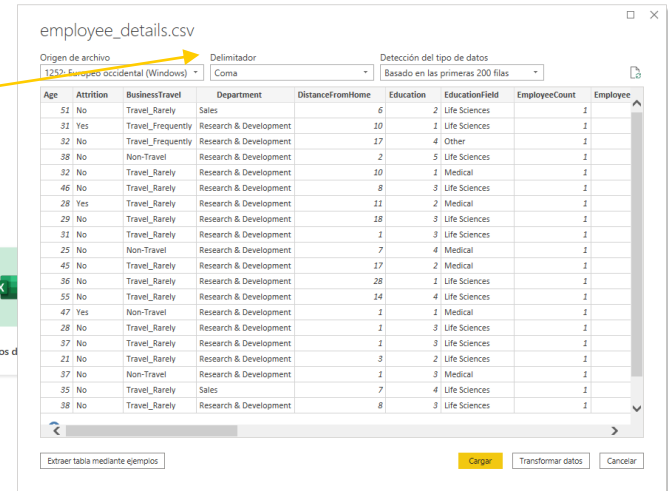 employee_details.csv
Origen de archivo Delimitador Detección del tipo de datos
1252: Europeo occidental (Windows) Coma Basado en las primeras 200 filas
Age Attrition BusinessTravel Department DistanceFromHome Education EducationField EmployeeCount Employee
51 No Travel_Rarely Sales 6 2 Life Sciences 1
31 Yes Travel_Frequently Research & Development 10 1 Life Sciences 1
32 No Travel_Frequently Research & Development 17 4 Other 1
38 No Non-Travel Research & Development 2 5 Life Sciences 1
32 No Travel_Rarely Research & Development 10 1 Medical 1
46 No Travel_Rarely Research & Development 8 3 Life Sciences 1
28 Yes Travel_Rarely Research & Development 11 2 Medical 1
29 No Travel_Rarely Research & Development 18 3 Life Sciences 1
31 No Travel_Rarely Research & Development 1 3 Life Sciences 1
25 No Non-Travel Research & Development 7 4 Medical 1
45 No Travel_Rarely Research & Development 17 2 Medical 1
36 No Travel_Rarely Research & Development 28 1 Life Sciences 1
55 No Travel_Rarely Research & Development 14 4 Life Sciences 1
47 Yes Non-Travel Research & Development 1 1 Medical 1
28 No Travel_Rarely Research & Development 1 3 Life Sciences 1
37 No Travel_Rarely Research & Development 1 3 Life Sciences 1
21 No Travel_Rarely Research & Development 3 2 Life Sciences 1
37 No Non-Travel Research & Development 1 3 Medical 1
35 No Travel_Rarely Sales 7 4 Life Sciences 1
38 No Travel_Rarely Research & Development 8 3 Life Sciences 1
os d
Extraer tabla mediante ejemplos Cargar Transformar datos Cancelar